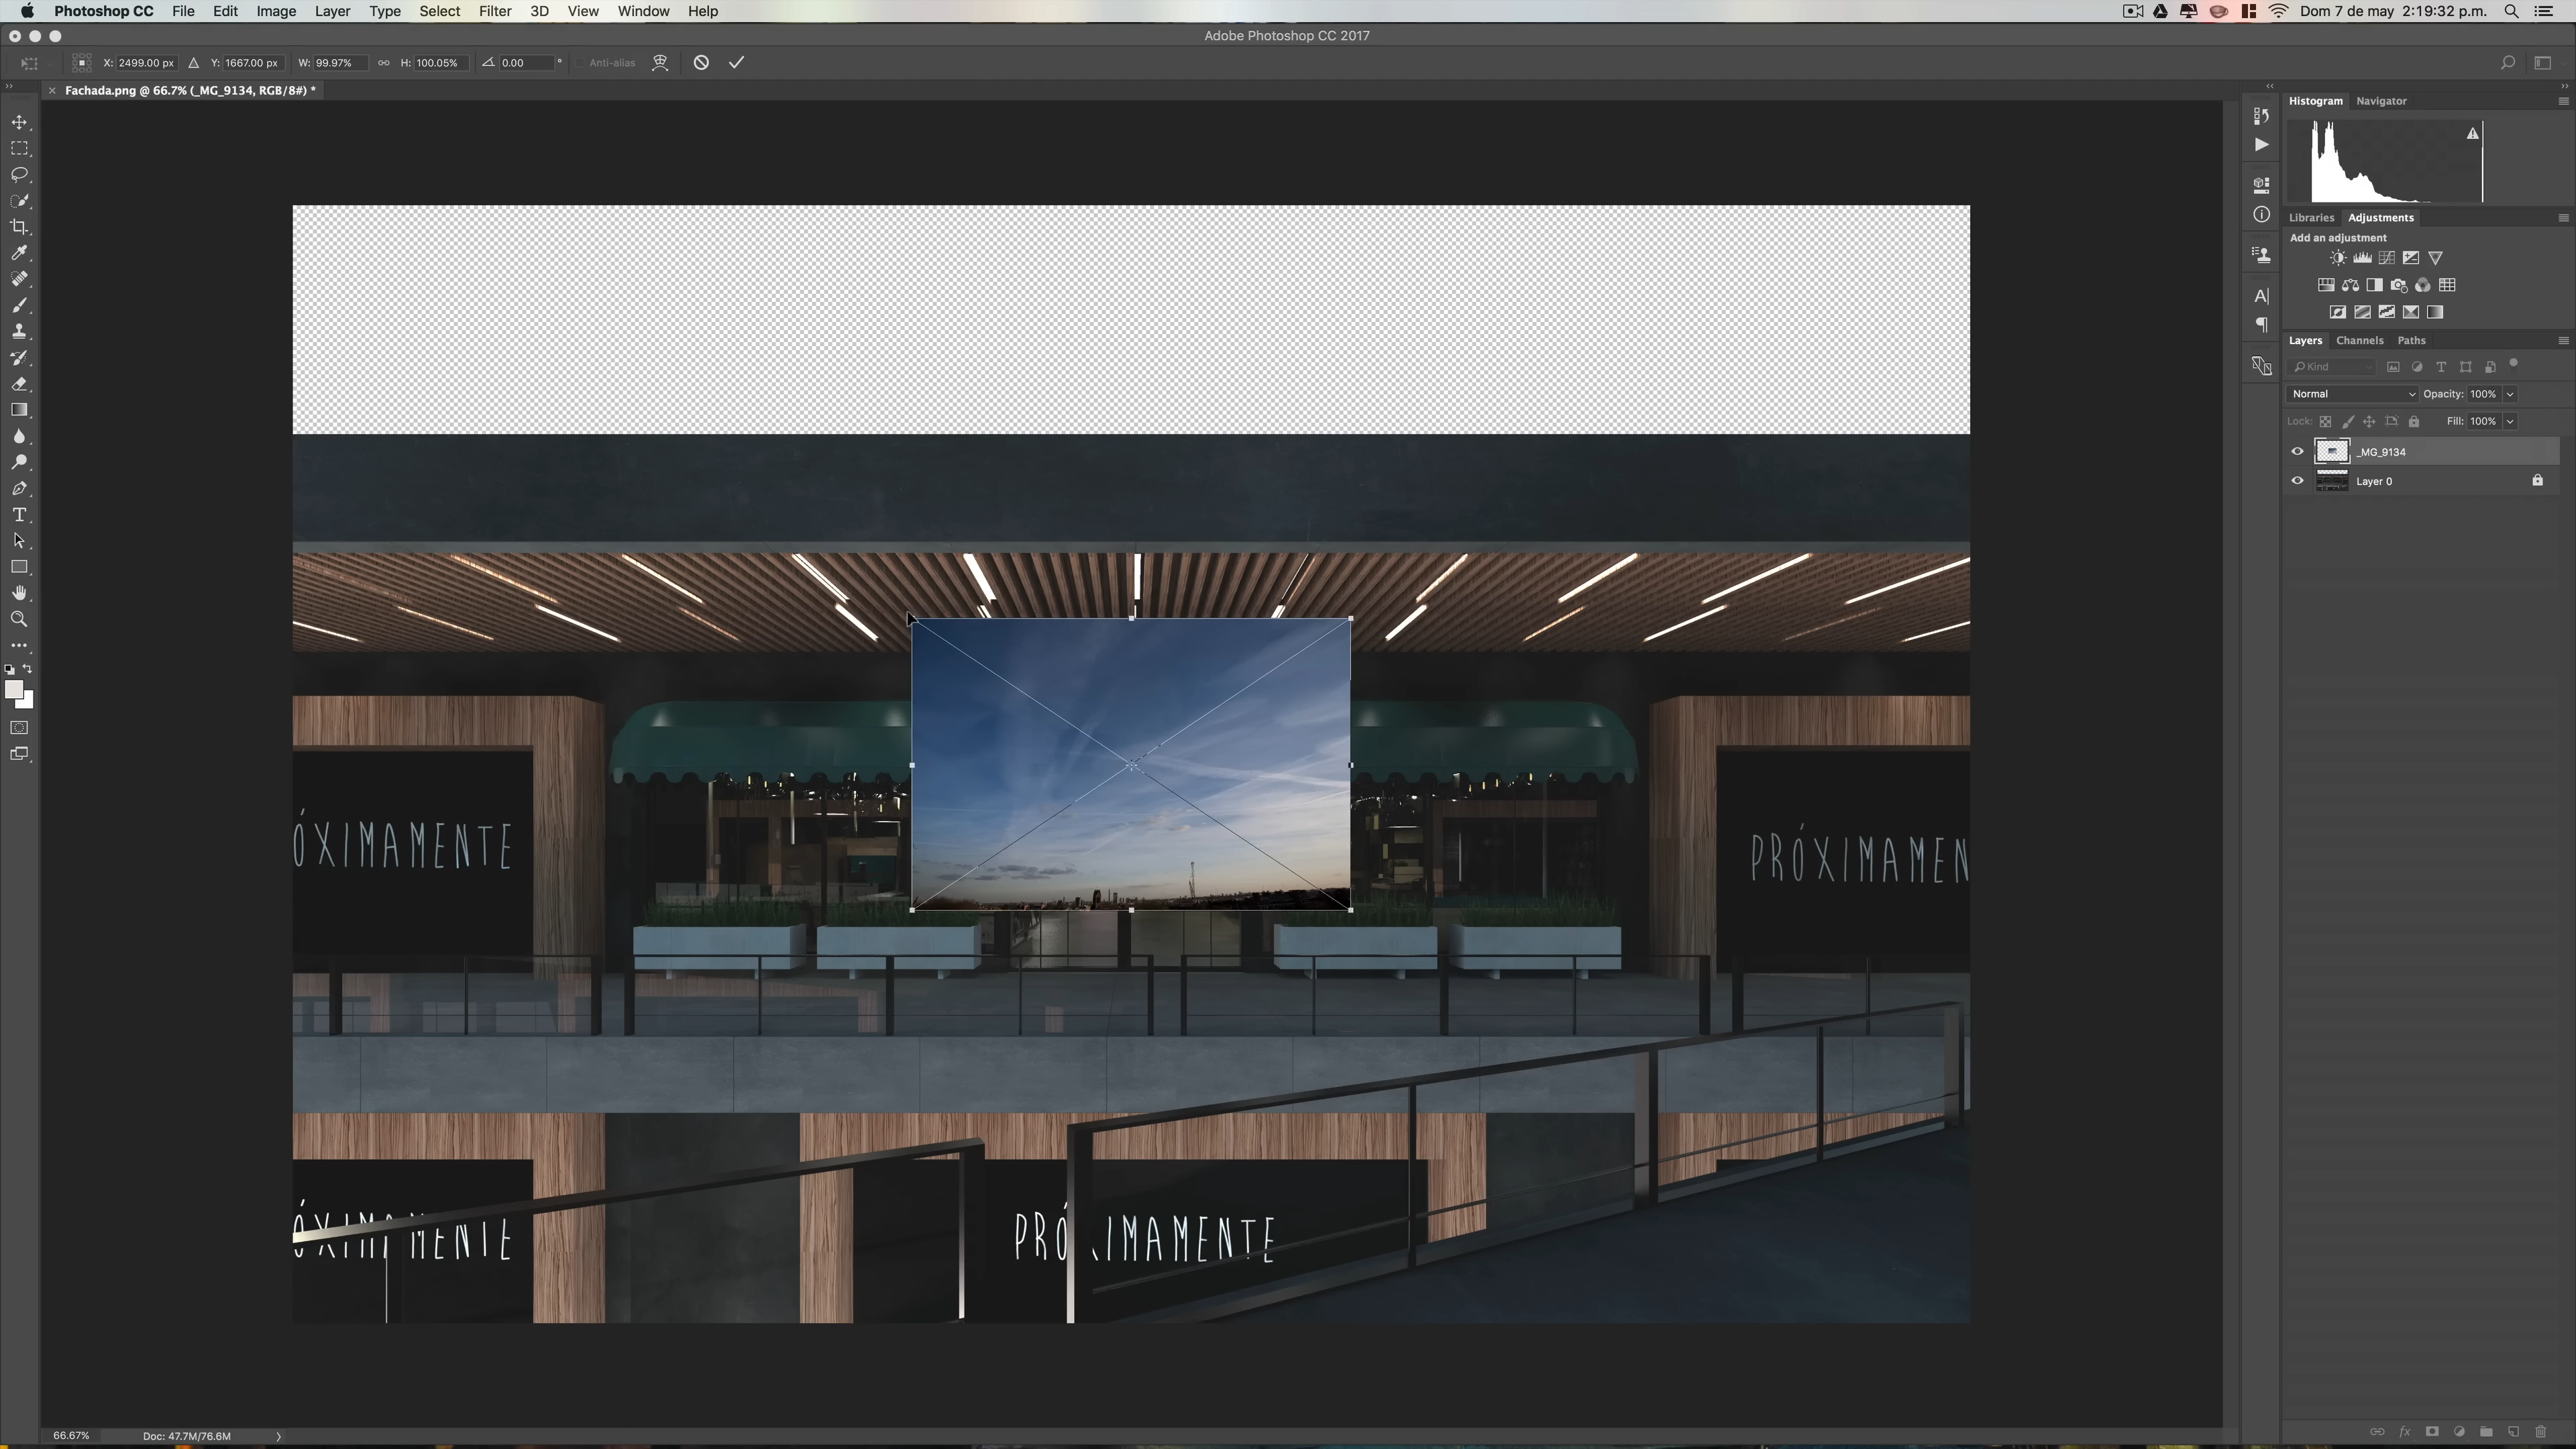 Photoshop CC File Edit Image Layer Type Select Filter 3D View Window Help Dom 7 de may 2:19:32 p.m.
Adobe Photoshop CC 2017
X: 2499.00 px Y: 1667.00 px W: 99.97% H: 100.05% 0.00 ° Anti-alias
Fachada.png @ 66.7% (_MG_9134, RGB/8#) *
Histogram Navigator
Libraries Adjustments
Add an adjustment
Layers Channels Paths
Kind
Normal Opacity: 100%
Lock: Fill: 100%
_MG_9134
Layer 0
ÓXIMAMENTE
PRÓXIMAMEN
ÓXIMAMENTE
PRÓXIMAMENTE
66.67% Doc: 47.7M/76.6M